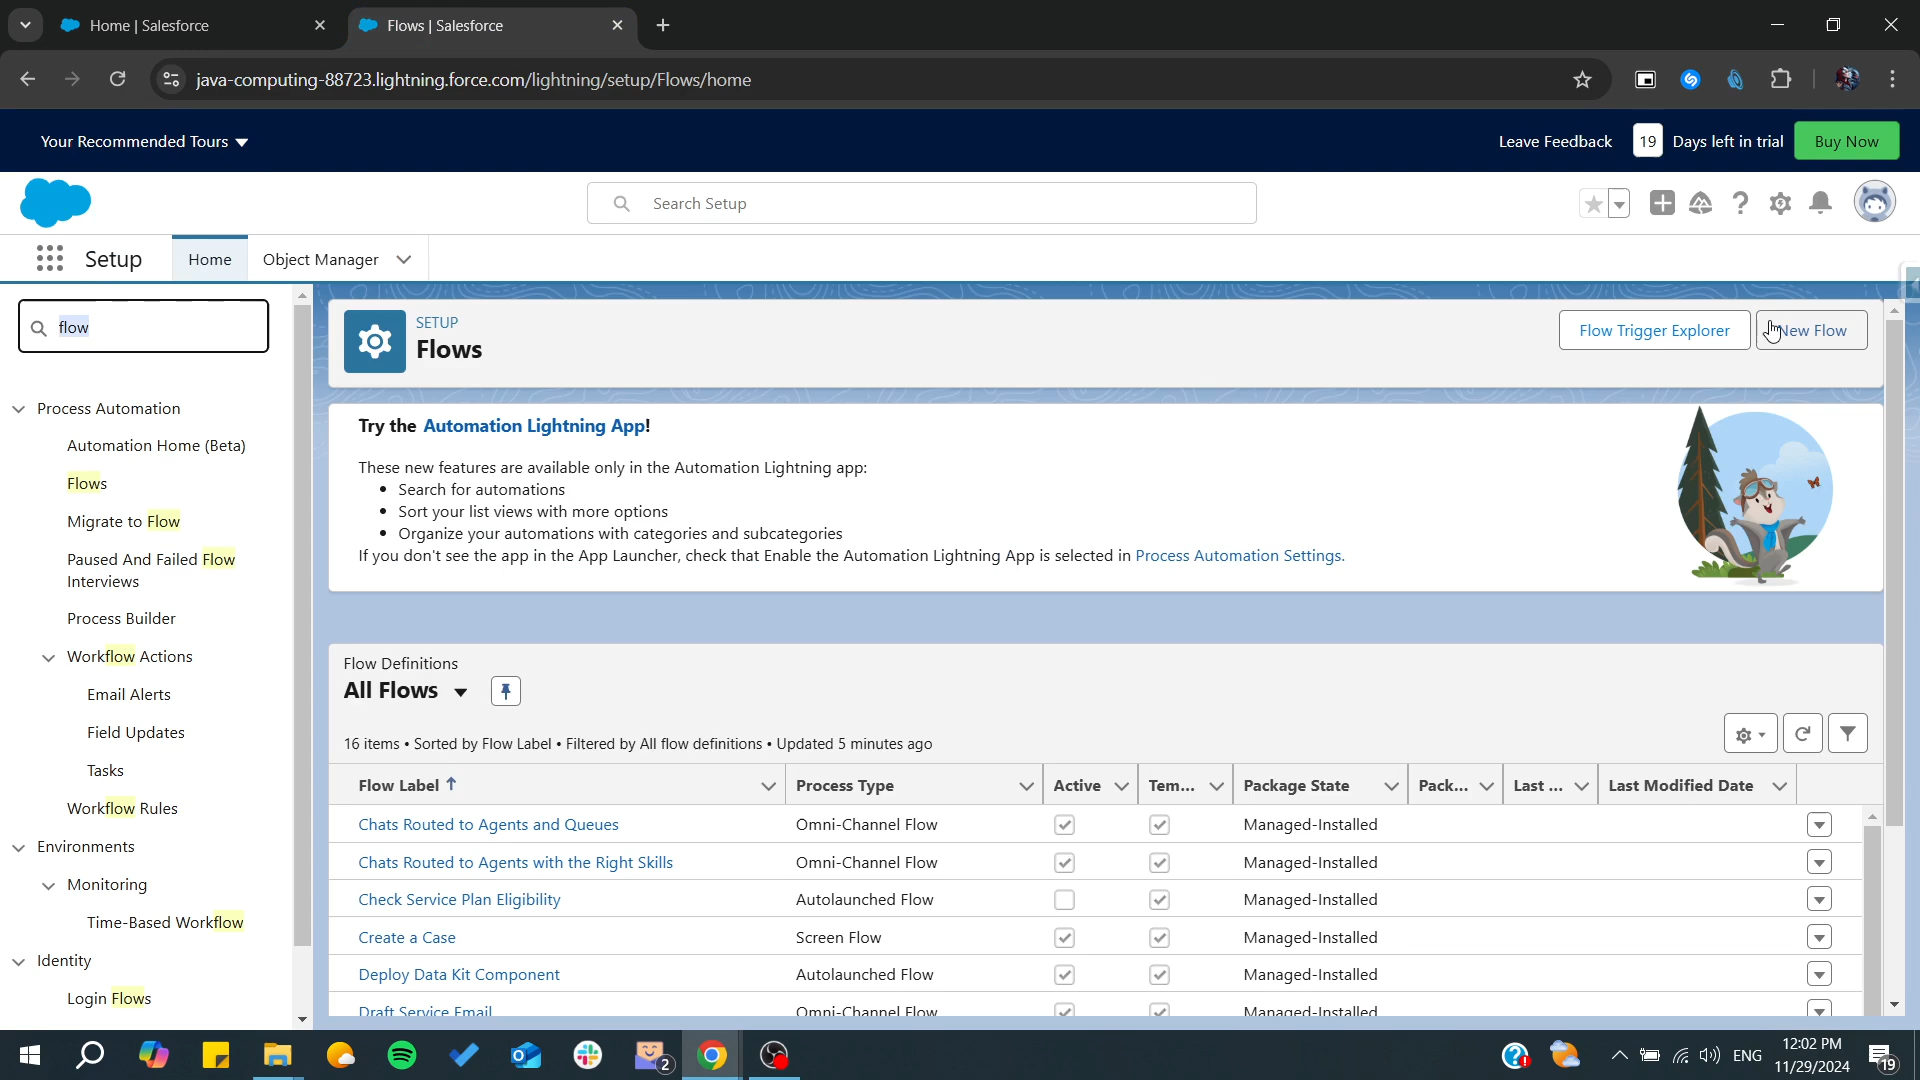 Home | Salesforce
Flows | Salesforce
java-computing-88723.lightning.force.com/lightning/setup/Flows/home
Your Recommended Tours
Leave Feedback
19
Days left in trial
Buy Now
Search Setup
Setup
Home
Object Manager
flow
SETUP
Flows
Flow Trigger Explorer
New Flow
Process Automation
Automation Home (Beta)
Flows
Migrate to Flow
Paused And Failed Flow
Interviews
Process Builder
Workflow Actions
Email Alerts
Field Updates
Tasks
Workflow Rules
Environments
Monitoring
Time-Based Workflow
Identity
Login Flows
Try the Automation Lightning App!
These new features are available only in the Automation Lightning app:
• Search for automations
• Sort your list views with more options
• Organize your automations with categories and subcategories
If you don't see the app in the App Launcher, check that Enable the Automation Lightning App is selected in Process Automation Settings.
Flow Definitions
All Flows
16 items • Sorted by Flow Label • Filtered by All flow definitions • Updated 5 minutes ago
Flow Label Process Type Active Tem... Package State Pack... Last ... Last Modified Date
Chats Routed to Agents and Queues Omni-Channel Flow Managed-Installed
Chats Routed to Agents with the Right Skills Omni-Channel Flow Managed-Installed
Check Service Plan Eligibility Autolaunched Flow Managed-Installed
Create a Case Screen Flow Managed-Installed
Deploy Data Kit Component Autolaunched Flow Managed-Installed
Draft Service Email Omni-Channel Flow Managed-Installed
2
ENG
12:02 PM
11/29/2024
19